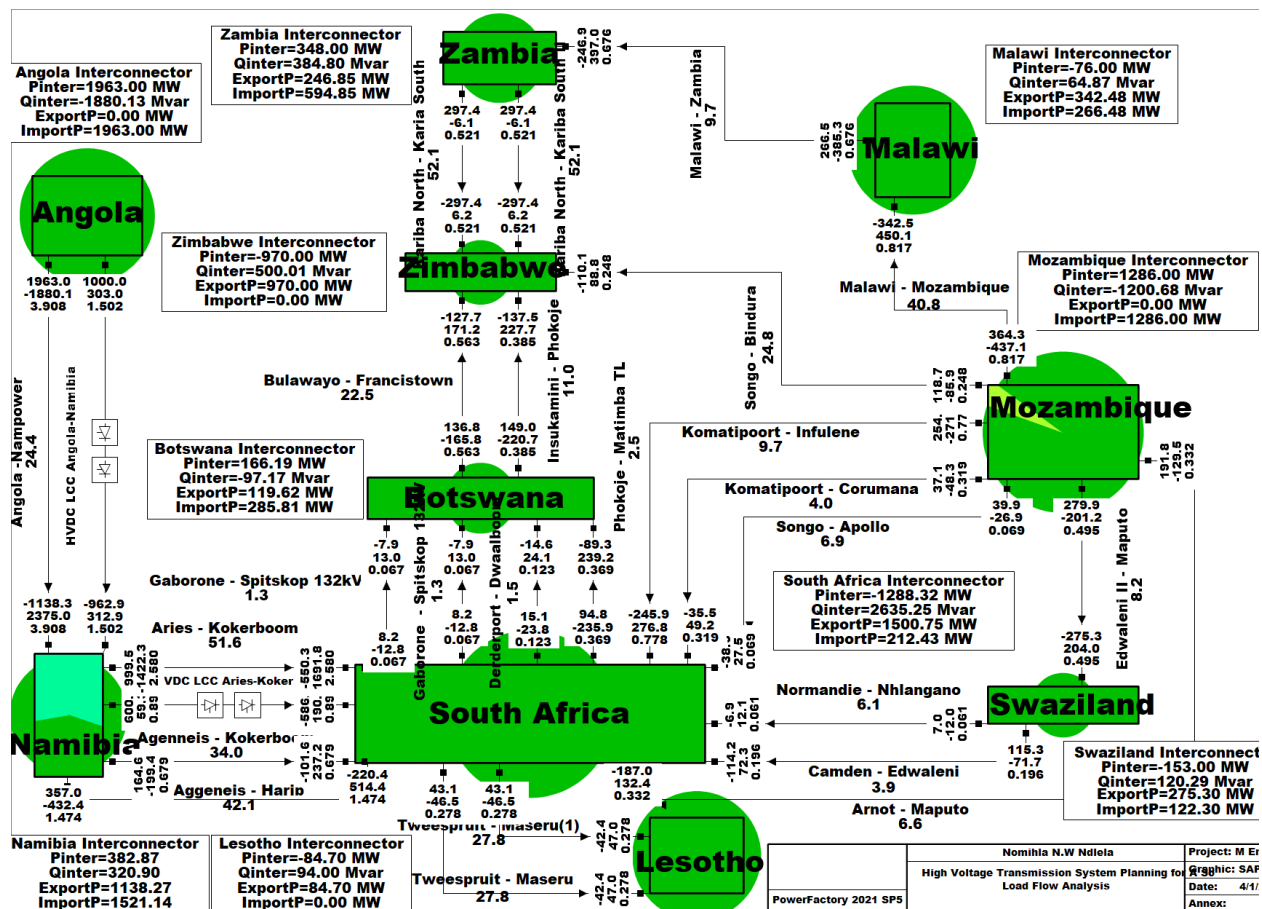 Zambia Interconnector
Pinter=348.00 MW
Qinter=384.80 Mvar
ExportP=246.85 MW
ImportP=594.85 MW
Angola Interconnector
Pinter=1963.00 MW
Qinter=-1880.13 Mvar
ExportP=0.00 MW
ImportP=1963.00 MW
Zambia
-246.9
397.0
0.676
Malawi Interconnector
Pinter=-76.00 MW
Qinter=64.87 Mvar
ExportP=342.48 MW
ImportP=266.48 MW
Malawi - Zambia
9.7
297.4
-6.1
0.521
297.4
-6.1
0.521
52.1
52.1
266.5
-385.3
0.676
Malawi
Angola
-297.4
6.2
0.521
-297.4
6.2
0.521
-342.5
450.1
0.817
Zimbabwe Interconnector
Pinter=-970.00 MW
Qinter=500.01 Mvar
ExportP=970.00 MW
ImportP=0.00 MW
Zimbabwe
-110.1
88.8
0.248
Mozambique Interconnector
Pinter=1286.00 MW
Qinter=-1200.68 Mvar
ExportP=0.00 MW
ImportP=1286.00 MW
Malawi - Mozambique
40.8
1963.0
-1880.1
3.908
1000.0
303.0
1.502
-127.7
171.2
0.563
-137.5
227.7
0.385
Insukamini - Phokoje
11.0
Songo - Bindura
24.8
364.3
-437.1
0.817
Bulawayo - Francistown
22.5
118.7
-85.9
0.248
Mozambique
Angola -Nampower
24.4
HVDC LCC Angola-Namibia
136.8
-165.8
0.563
149.0
-220.7
0.385
Phokoje - Matimba TL
2.5
Komatipoort - Infulene
9.7
254.
-271
0.77
191.8
-129.5
0.332
Botswana Interconnector
Pinter=166.19 MW
Qinter=-97.17 Mvar
ExportP=119.62 MW
ImportP=285.81 MW
Botswana
Komatipoort - Corumana
4.0
37.1
-48.3
0.319
39.9
-26.9
0.069
279.9
-201.2
0.495
Songo - Apollo
6.9
-7.9
13.0
0.067
-7.9
13.0
0.067
-14.6
24.1
0.123
-89.3
239.2
0.369
Gaborone - Spitskop 132kV
1.3
Gaborone - Spitskop 132kV
1.3
Derderport - Dwaalboom
1.5
South Africa Interconnector
Pinter=-1288.32 MW
Qinter=2635.25 Mvar
ExportP=1500.75 MW
ImportP=212.43 MW
Edwaleni II - Maputo
8.2
-1138.3
2375.0
3.908
-962.9
312.9
1.502
Aries - Kokerboom
51.6
8.2
-12.8
0.067
8.2
-12.8
0.067
15.1
-23.8
0.123
94.8
-235.9
0.369
-245.9
276.8
0.778
-35.5
49.2
0.319
27.5
0.069
-275.3
204.0
0.495
999.5
-1422.3
2.580
-550.3
1691.8
2.580
VDC LCC Aries-Koker
600.
59.
0.89
-586.
190.
0.89
South Africa
Normandie - Nhlangano
6.1
-6.9
12.1
0.061
7.0
-12.0
0.061
Swaziland
Namibia
Agenneis - Kokerboom
34.0
164.6
-199.4
0.679
-101.6
237.2
0.679
-114.2
72.3
0.196
115.3
-71.7
0.196
Camden - Edwaleni
3.9
357.0
-432.4
1.474
Aggeneis - Harib
42.1
-220.4
514.4
1.474
43.1
-46.5
0.278
43.1
-46.5
0.278
-187.0
132.4
0.332
Arnot - Maputo
6.6
Swaziland Interconnect
Pinter=-153.00 MW
Qinter=120.29 Mvar
ExportP=275.30 MW
ImportP=122.30 MW
Tweespruit - Maseru(1)
27.8
-42.4
47.0
0.278
Lesotho
Tweespruit - Maseru
27.8
-42.4
47.0
0.278
Namibia Interconnector
Pinter=382.87
Qinter=320.90
ExportP=1138.27
ImportP=1521.14
Lesotho Interconnector
Pinter=-84.70 MW
Qinter=94.00 Mvar
ExportP=84.70 MW
ImportP=0.00 MW
PowerFactory 2021 SP5
Nomihla N.W Ndlela
High Voltage Transmission System Planning for
Load Flow Analysis
Project: M E
Graphic: SAP
Date: 4/1/
Annex: